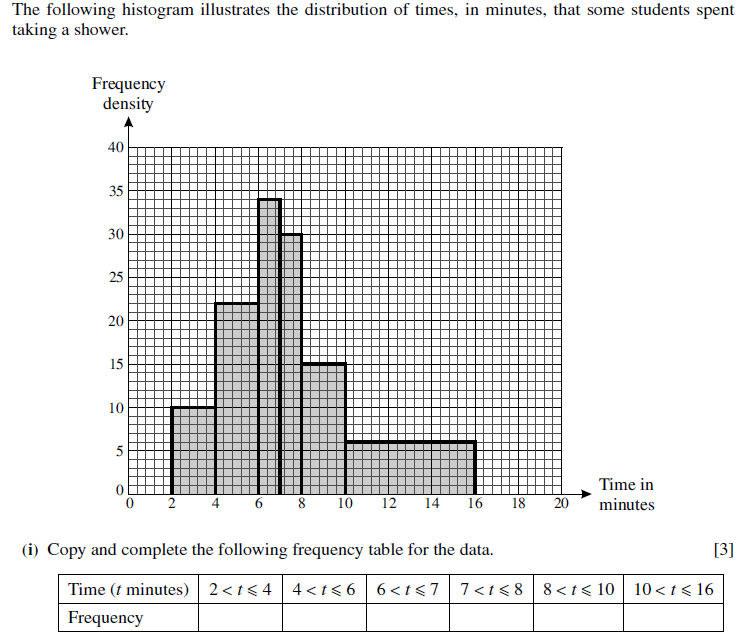 The following histogram illustrates the distribution of times, in minutes, that some students spent
taking a shower.
Frequency
density
40
35
30
25
20
15
10
5
0
0 2 4 6 8 10 12 14 16 18 20
Time in
minutes
(i) Copy and complete the following frequency table for the data. [3]
Time (t minutes) 2 < t ⩽ 4 4 < t ⩽ 6 6 < t ⩽ 7 7 < t ⩽ 8 8 < t ⩽ 10 10 < t ⩽ 16
Frequency